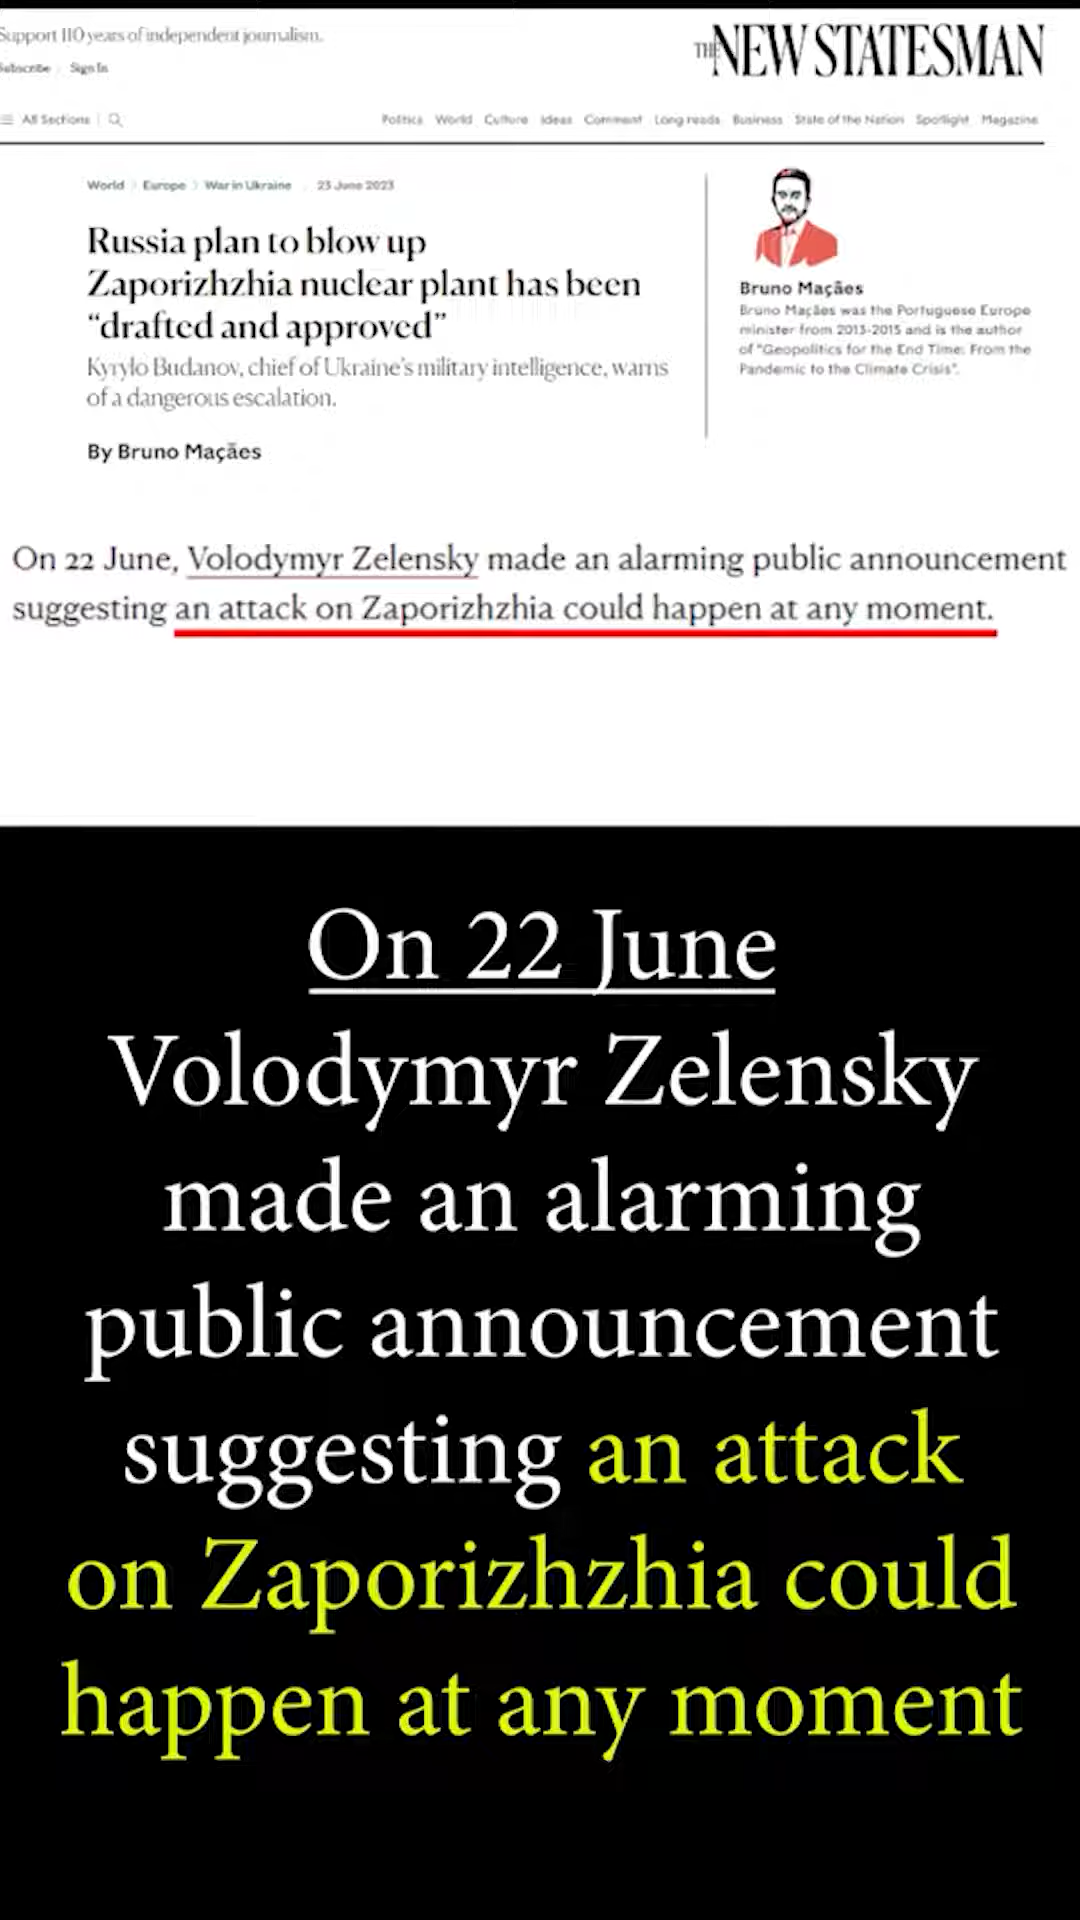 Support 110 years of independent journalism.
Subscribe Sign In
THE NEW STATESMAN
All Sections
Politics World Culture Ideas Comment Long reads Business State of the Nation Spotlight Magazine
World Europe War in Ukraine 23 June 2023
Russia plan to blow up
Zaporizhzhia nuclear plant has been
“drafted and approved”
Kyrylo Budanov, chief of Ukraine’s military intelligence, warns
of a dangerous escalation.
By Bruno Maçães
Bruno Maçães
Bruno Maçães was the Portuguese Europe
minister from 2013-2015 and is the author
of "Geopolitics for the End Time: From the
Pandemic to the Climate Crisis".
On 22 June, Volodymyr Zelensky made an alarming public announcement
suggesting an attack on Zaporizhzhia could happen at any moment.
On 22 June
Volodymyr Zelensky
made an alarming
public announcement
suggesting an attack
on Zaporizhzhia could
happen at any moment